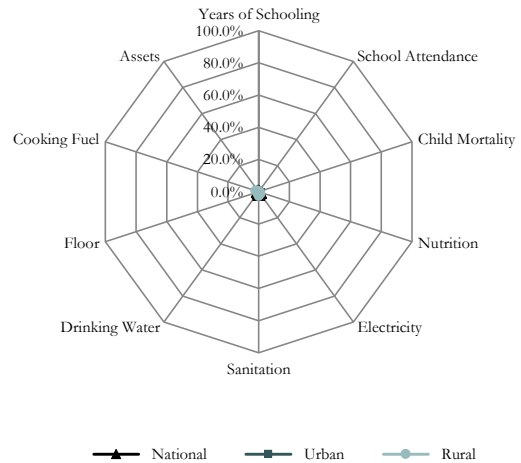 Years of Schooling
100.0%
Assets
School Attendance
80.0%
60.0%
40.0%
Cooking Fuel
Child Mortality
20.0%
0.0%
Floor
Nutrition
Drinking Water
Electricity
Sanitation
National Urban Rural